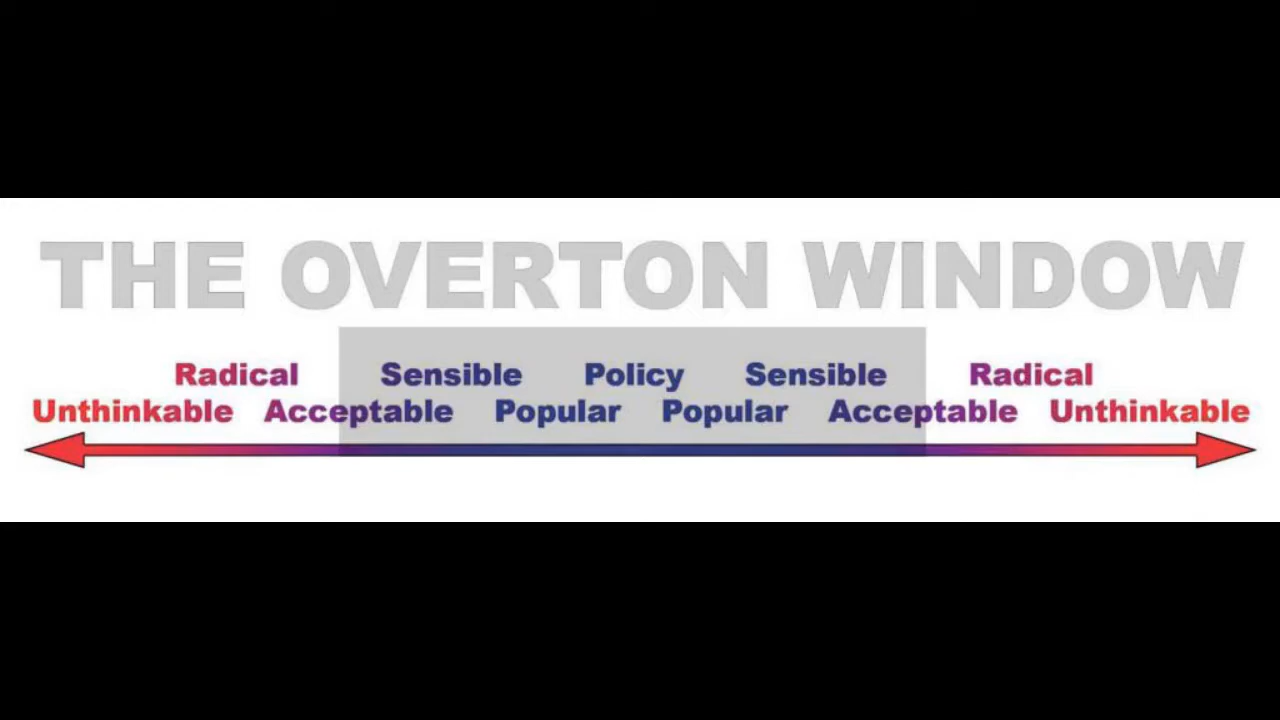 THE OVERTON WINDOW
Radical Sensible Policy Sensible Radical
Unthinkable Acceptable Popular Popular Acceptable Unthinkable